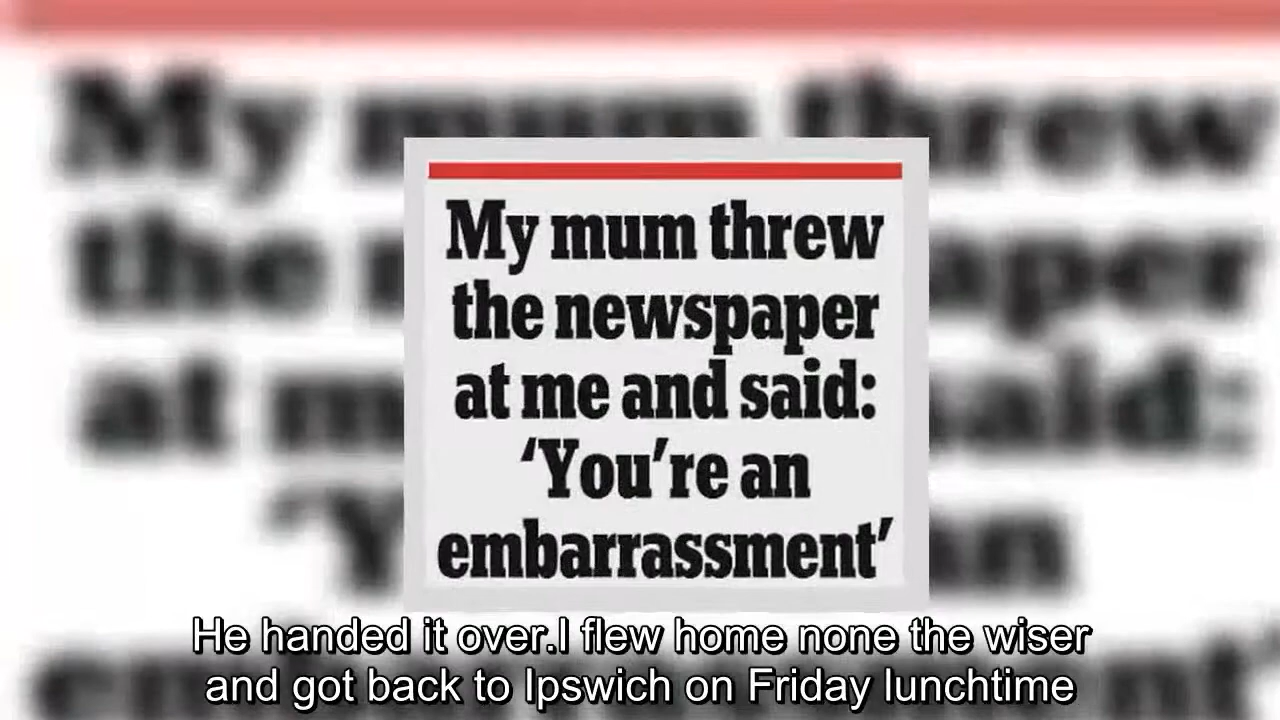 My mum threw
the newspaper
at me and said:
‘You’re an
embarrassment’
He handed it over.I flew home none the wiser
and got back to Ipswich on Friday lunchtime